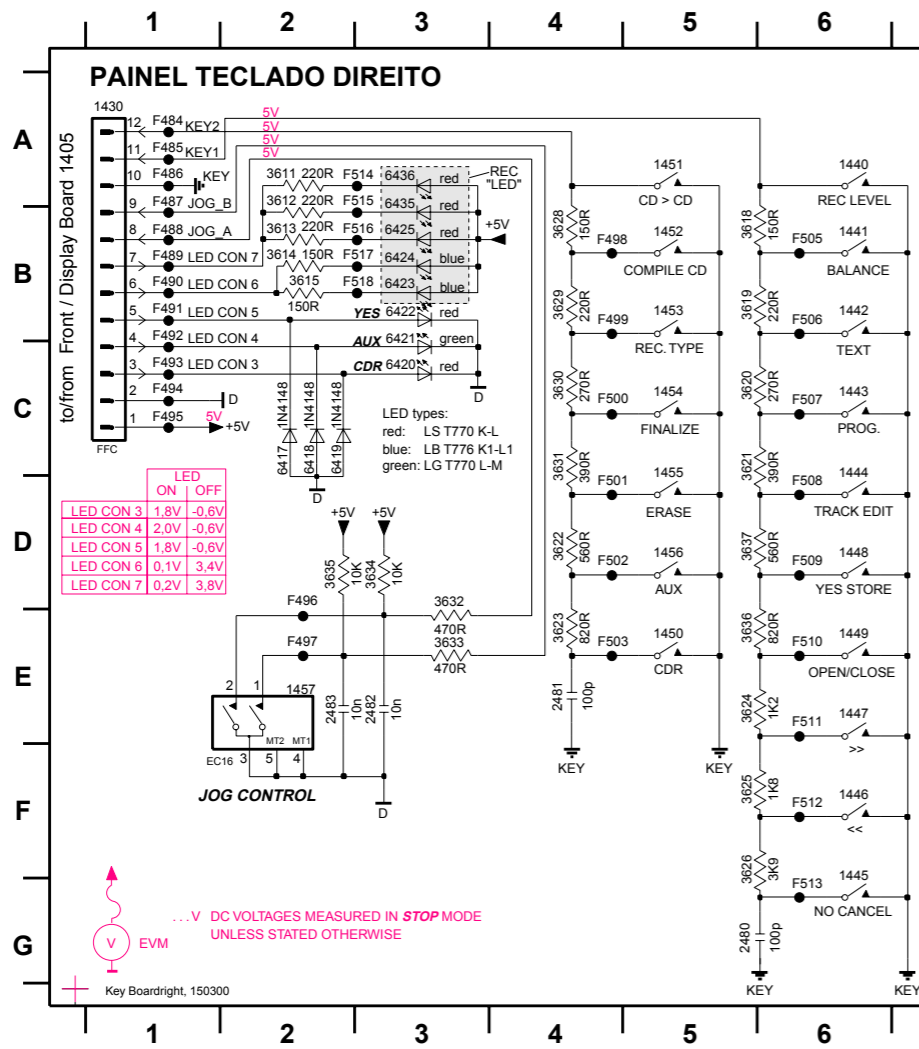 1 2 3 4 5 6
PAINEL TECLADO DIREITO
A
B
C
D
E
F
G
to/from Front / Display Board 1405
1430
12 F484 KEY2 5V
11 F485 KEY1 5V
10 F486 KEY 5V
9 F487 JOG_B 5V
8 F488 JOG_A
7 F489 LED CON 7
6 F490 LED CON 6
5 F491 LED CON 5
4 F492 LED CON 4
3 F493 LED CON 3
2 F494 D
1 F495 5V +5V
FFC
3611 220R F514 6436 red
3612 220R F515 6435 red
3613 220R F516 6425 red
3614 150R F517 6424 blue
3615 150R F518 6423 blue
REC "LED"
+5V
YES 6422 red
AUX 6421 green
CDR 6420 red
D
6417 1N4148
6418 1N4148
6419 1N4148
D
LED types:
red: LS T770 K-L
blue: LB T776 K1-L1
green: LG T770 L-M
LED
ON OFF
LED CON 3 1,8V -0,6V
LED CON 4 2,0V -0,6V
LED CON 5 1,8V -0,6V
LED CON 6 0,1V 3,4V
LED CON 7 0,2V 3,8V
+5V +5V
3635 10K
3634 10K
F496
F497
3632 470R
3633 470R
2 1 1457
MT2 MT1
EC16 3 5 4
2483 10n
2482 10n
JOG CONTROL
D
1451
CD > CD
3628 150R
F498 1452
COMPILE CD
3629 220R
F499 1453
REC. TYPE
3630 270R
F500 1454
FINALIZE
3631 390R
F501 1455
ERASE
3622 560R
F502 1456
AUX
3623 820R
F503 1450
CDR
2481 100p
KEY KEY
1440
REC LEVEL
3618 150R
F505 1441
BALANCE
3619 220R
F506 1442
TEXT
3620 270R
F507 1443
PROG.
3621 390R
F508 1444
TRACK EDIT
3637 560R
F509 1448
YES STORE
3636 820R
F510 1449
OPEN/CLOSE
3624 1K2
F511 1447
>>
3625 1K8
F512 1446
<<
3626 3K9
F513 1445
NO CANCEL
2480 100p
KEY KEY
V EVM
...V DC VOLTAGES MEASURED IN STOP MODE
UNLESS STATED OTHERWISE
Key Boardright, 150300
1 2 3 4 5 6